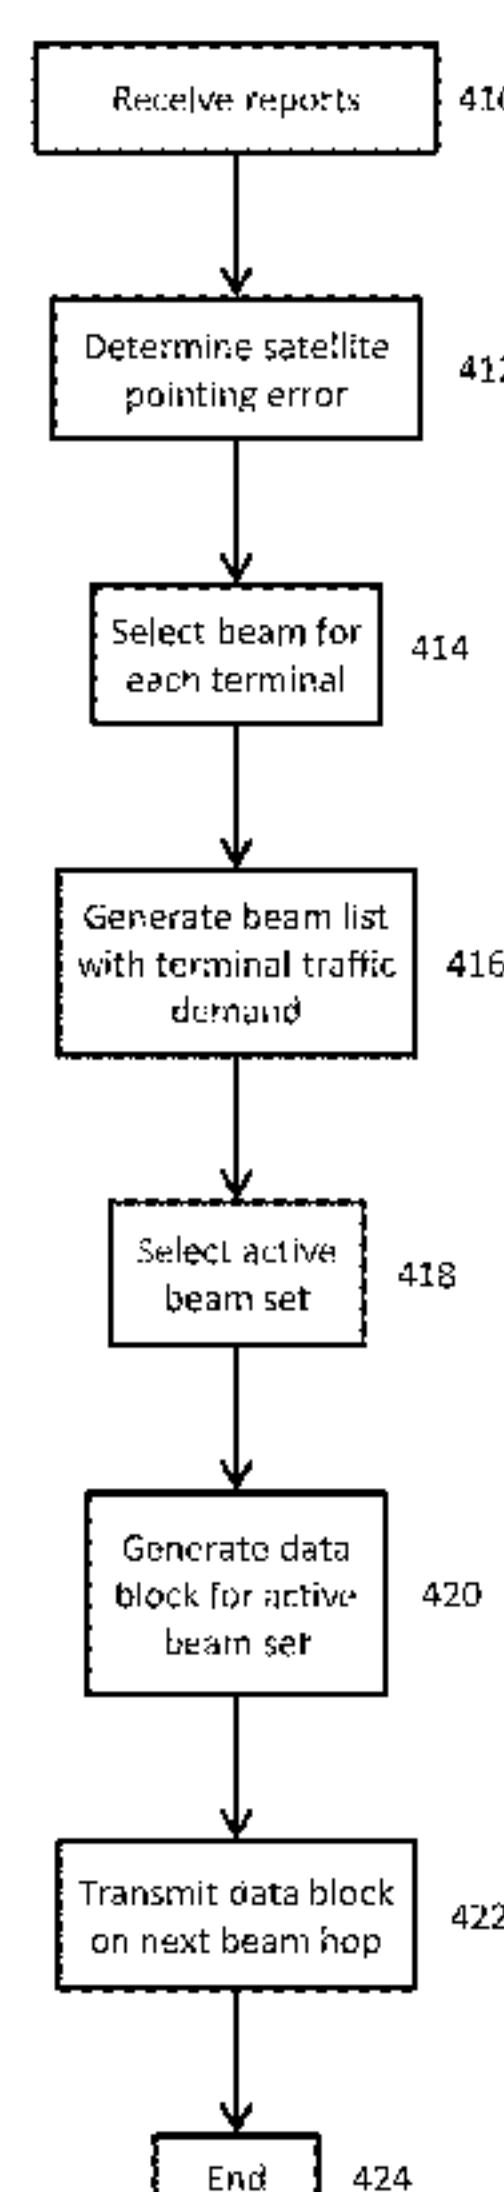 Receive reports
410
Determine satellite
pointing error
412
Select beam for
each terminal
414
Generate beam list
with terminal traffic
demand
416
Select active
beam set
418
Generate data
block for active
beam set
420
Transmit data block
on next beam hop
422
End
424